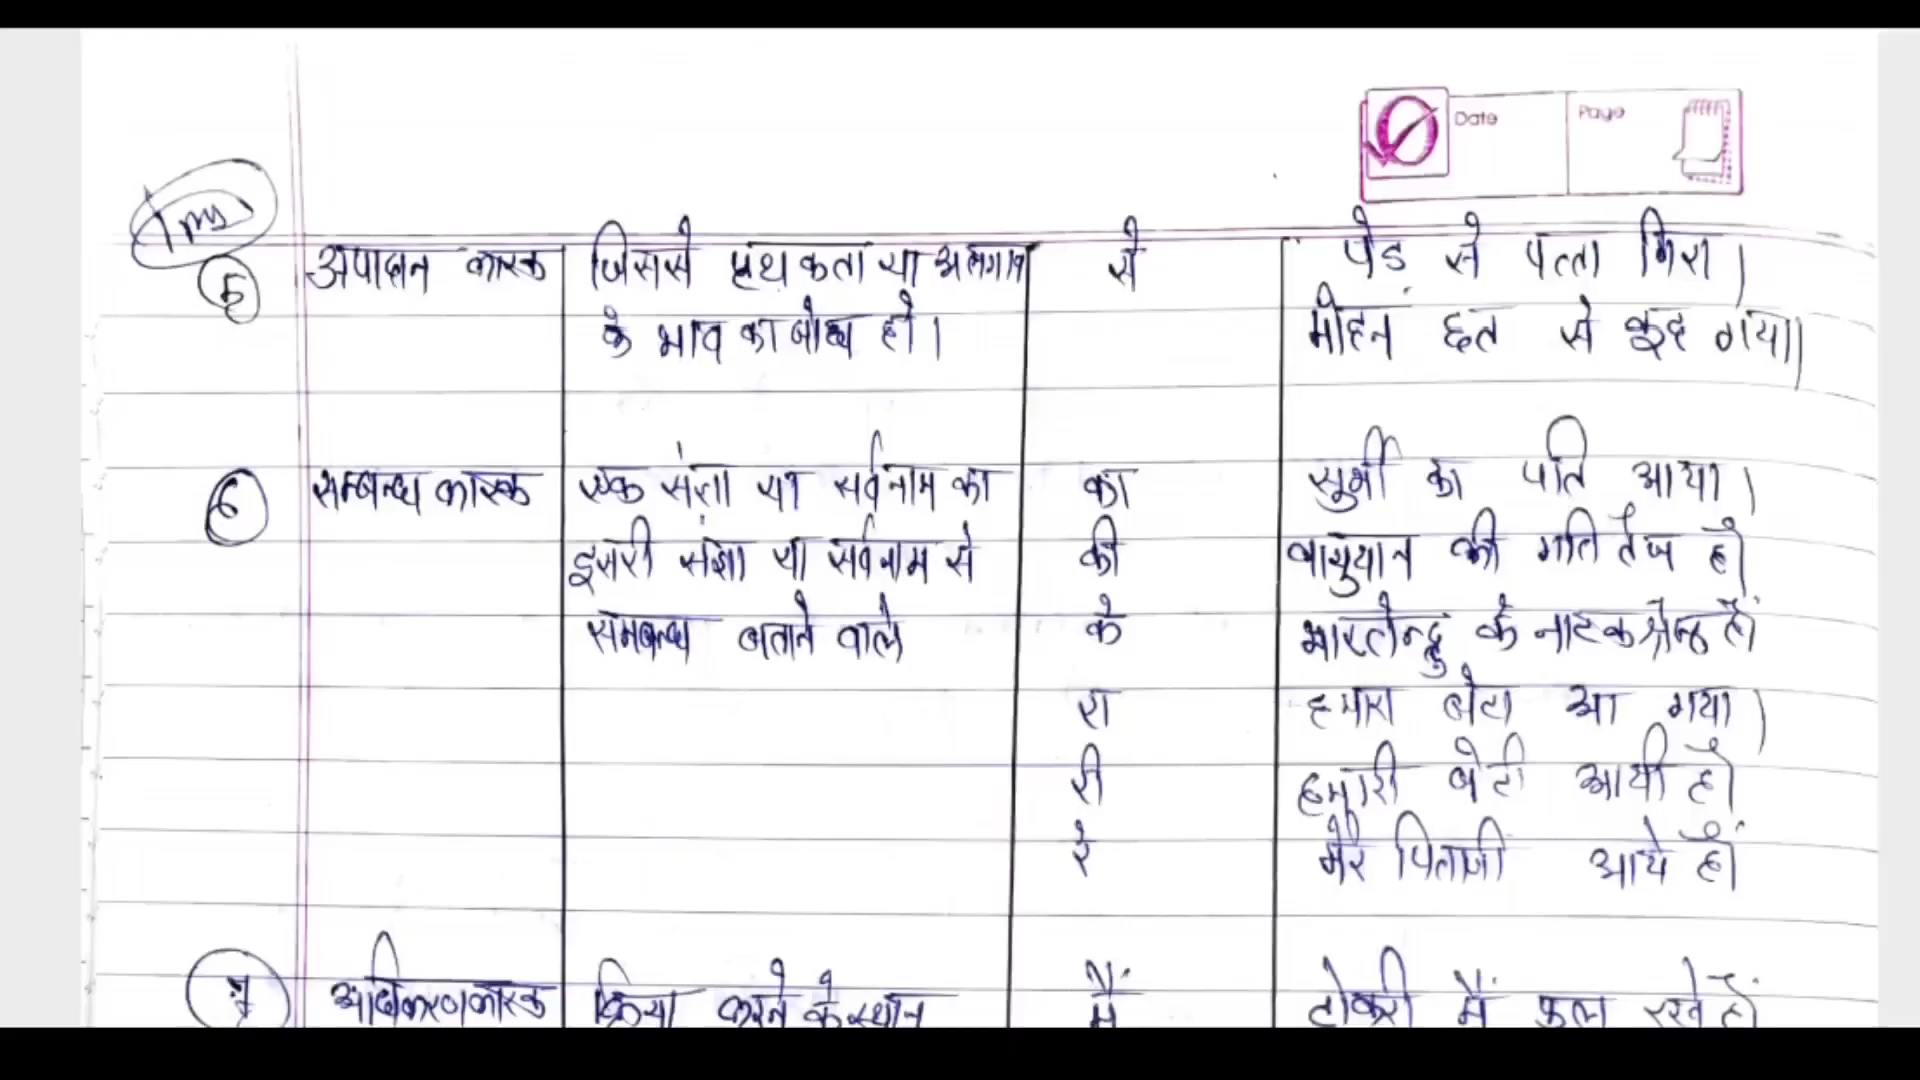 Date Page
Ims
5 अपादान कारक जिससे पृथकता या अलगाव से पेड से पत्ता गिरा।
के भाव का बोध हो। मोहन छत से कूद गया।
6 सम्बन्ध कारक एक संज्ञा या सर्वनाम का का का पति आया।
दूसरी संज्ञा या सर्वनाम से की वायुयान की गति तेज है।
सम्बन्ध बताने वाले के भारतेन्दु के नाटक श्रेष्ठ हैं।
रा हमारा बेटा आ गया।
री हमारी बेटी आयी है।
रे मेरे पिताजी आये हैं।
7 अधिकरण कारक क्रिया करने के स्थान में टोकरी में फल रखे हैं